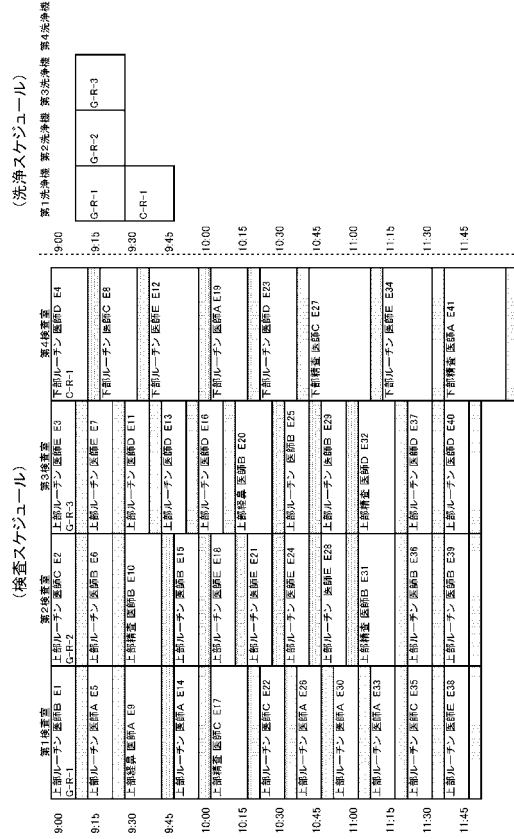 (検査スケジュール)
第1検査室 第2検査室 第3検査室 第4検査室
9:00
上部ルーチン 医師B E1
G-R-1
上部ルーチン 医師C E2
G-R-2
上部ルーチン 医師E E3
G-R-3
下部ルーチン 医師D E4
C-R-1
9:15
上部ルーチン 医師A E5
上部ルーチン 医師B E6
上部ルーチン 医師E E7
下部ルーチン 医師C E8
9:30
上部経鼻 医師A E9
上部精査 医師B E10
上部ルーチン 医師D E11
下部ルーチン 医師E E12
9:45
上部ルーチン 医師D E13
上部ルーチン 医師A E14
上部ルーチン 医師B E15
上部ルーチン 医師D E16
10:00
上部精査 医師C E17
上部ルーチン 医師E E18
下部ルーチン 医師A E19
10:15
上部経鼻 医師B E20
上部ルーチン 医師E E21
上部ルーチン 医師C E22
下部ルーチン 医師D E23
10:30
上部ルーチン 医師E E24
上部ルーチン 医師B E25
上部ルーチン 医師A E26
10:45
下部精査 医師C E27
上部ルーチン 医師E E28
上部ルーチン 医師B E29
上部ルーチン 医師A E30
11:00
上部精査 医師B E31
上部精査 医師D E32
上部ルーチン 医師A E33
11:15
下部ルーチン 医師E E34
上部ルーチン 医師C E35
上部ルーチン 医師B E36
上部ルーチン 医師D E37
11:30
上部ルーチン 医師E E38
上部ルーチン 医師B E39
上部ルーチン 医師D E40
下部精査 医師A E41
11:45
(洗浄スケジュール)
第1洗浄機 第2洗浄機 第3洗浄機 第4洗浄機
9:00
G-R-1
G-R-2
G-R-3
9:15
9:30
C-R-1
9:45
10:00
10:15
10:30
10:45
11:00
11:15
11:30
11:45